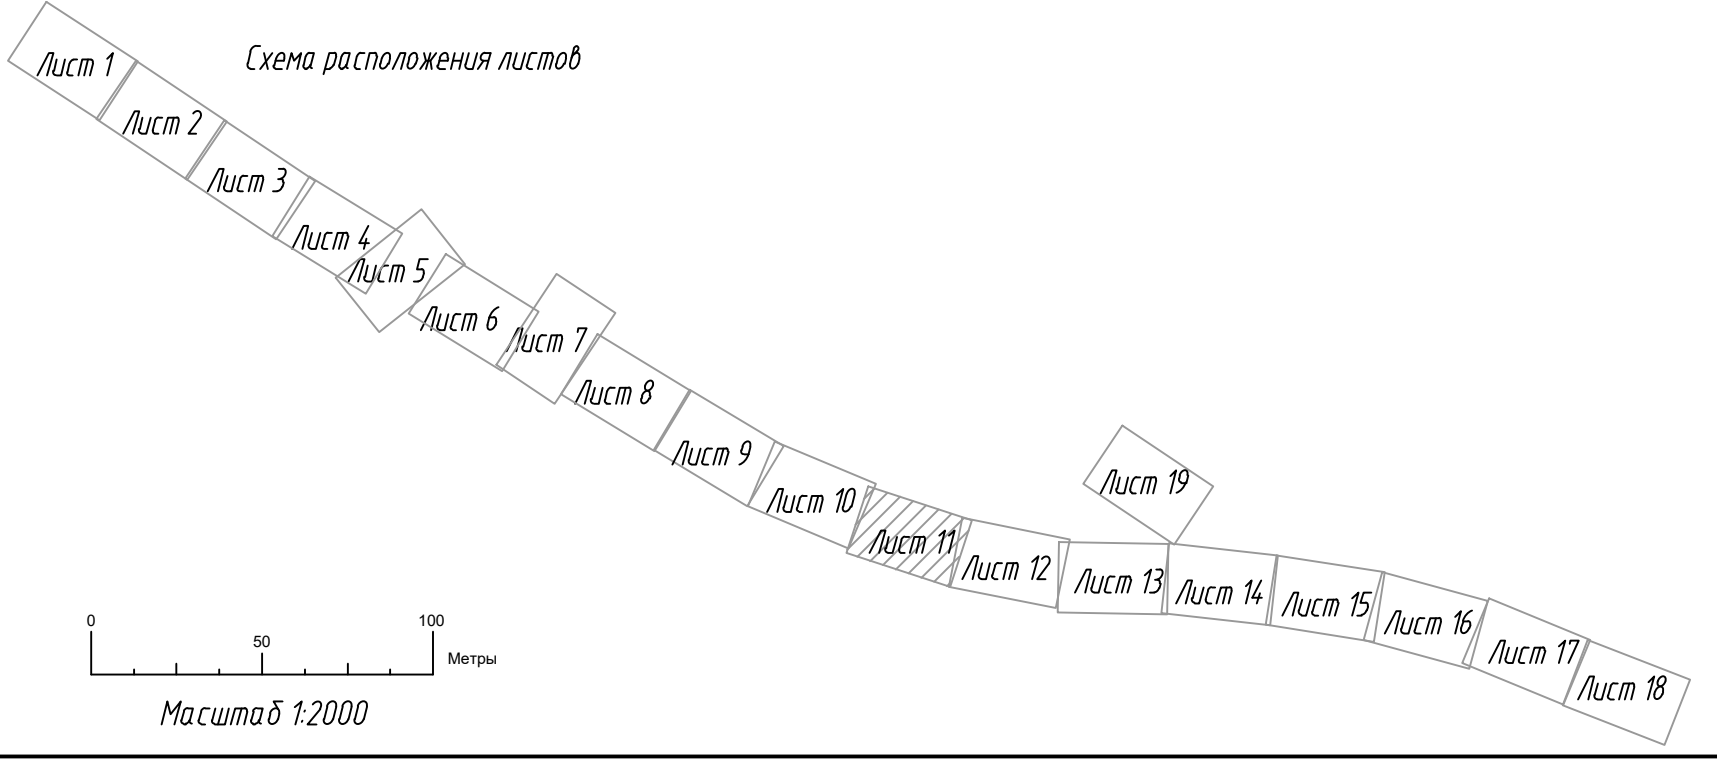 Схема расположения листов
Лист 1
Лист 2
Лист 3
Лист 4
Лист 5
Лист 6
Лист 7
Лист 8
Лист 9
Лист 10
Лист 11
Лист 12
Лист 13
Лист 14
Лист 15
Лист 16
Лист 17
Лист 18
Лист 19
0 50 100
Метры
Масштаб 1:2000